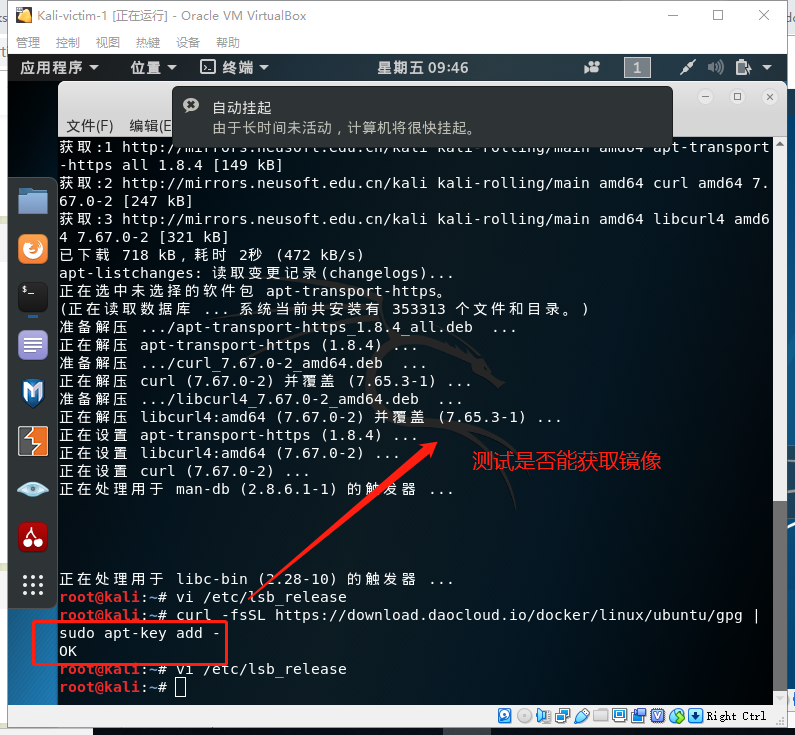 Kali-victim-1 [正在运行] - Oracle VM VirtualBox
管理 控制 视图 热键 设备 帮助
应用程序 位置 终端 星期五 09:46 1
自动挂起
由于长时间未活动，计算机将很快挂起。
文件(F) 编辑(E
获取:1 http://mirrors.neusoft.edu.cn/kali kali-rolling/main amd64 apt-transport
-https all 1.8.4 [149 kB]
获取:2 http://mirrors.neusoft.edu.cn/kali kali-rolling/main amd64 curl amd64 7.
67.0-2 [247 kB]
获取:3 http://mirrors.neusoft.edu.cn/kali kali-rolling/main amd64 libcurl4 amd6
4 7.67.0-2 [321 kB]
已下载 718 kB，耗时 2秒 (472 kB/s)
apt-listchanges: 读取变更记录(changelogs)...
正在选中未选择的软件包 apt-transport-https。
(正在读取数据库 ... 系统当前共安装有 353313 个文件和目录。)
准备解压 .../apt-transport-https_1.8.4_all.deb ...
正在解压 apt-transport-https (1.8.4) ...
准备解压 .../curl_7.67.0-2_amd64.deb ...
正在解压 curl (7.67.0-2) 并覆盖 (7.65.3-1) ...
准备解压 .../libcurl4_7.67.0-2_amd64.deb ...
正在解压 libcurl4:amd64 (7.67.0-2) 并覆盖 (7.65.3-1) ...
正在设置 apt-transport-https (1.8.4) ...
正在设置 libcurl4:amd64 (7.67.0-2) ...
测试是否能获取镜像
正在设置 curl (7.67.0-2) ...
正在处理用于 man-db (2.8.6.1-1) 的触发器 ...
正在处理用于 libc-bin (2.28-10) 的触发器 ...
root@kali:~# vi /etc/lsb_release
root@kali:~# curl -fsSL https://download.daocloud.io/docker/linux/ubuntu/gpg |
sudo apt-key add -
OK
root@kali:~# vi /etc/lsb_release
root@kali:~#
Right Ctrl